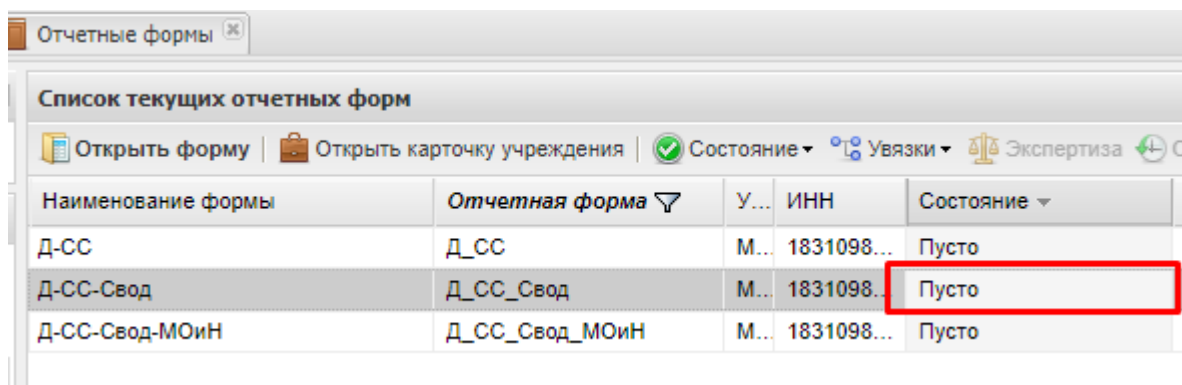 Отчетные формы
Список текущих отчетных форм
Открыть форму Открыть карточку учреждения Состояние Увязки Экспертиза
Наименование формы Отчетная форма У... ИНН Состояние
Д-СС Д_СС М... 1831098... Пусто
Д-СС-Свод Д_СС_Свод М... 1831098... Пусто
Д-СС-Свод-МОиН Д_СС_Свод_МОиН М... 1831098... Пусто